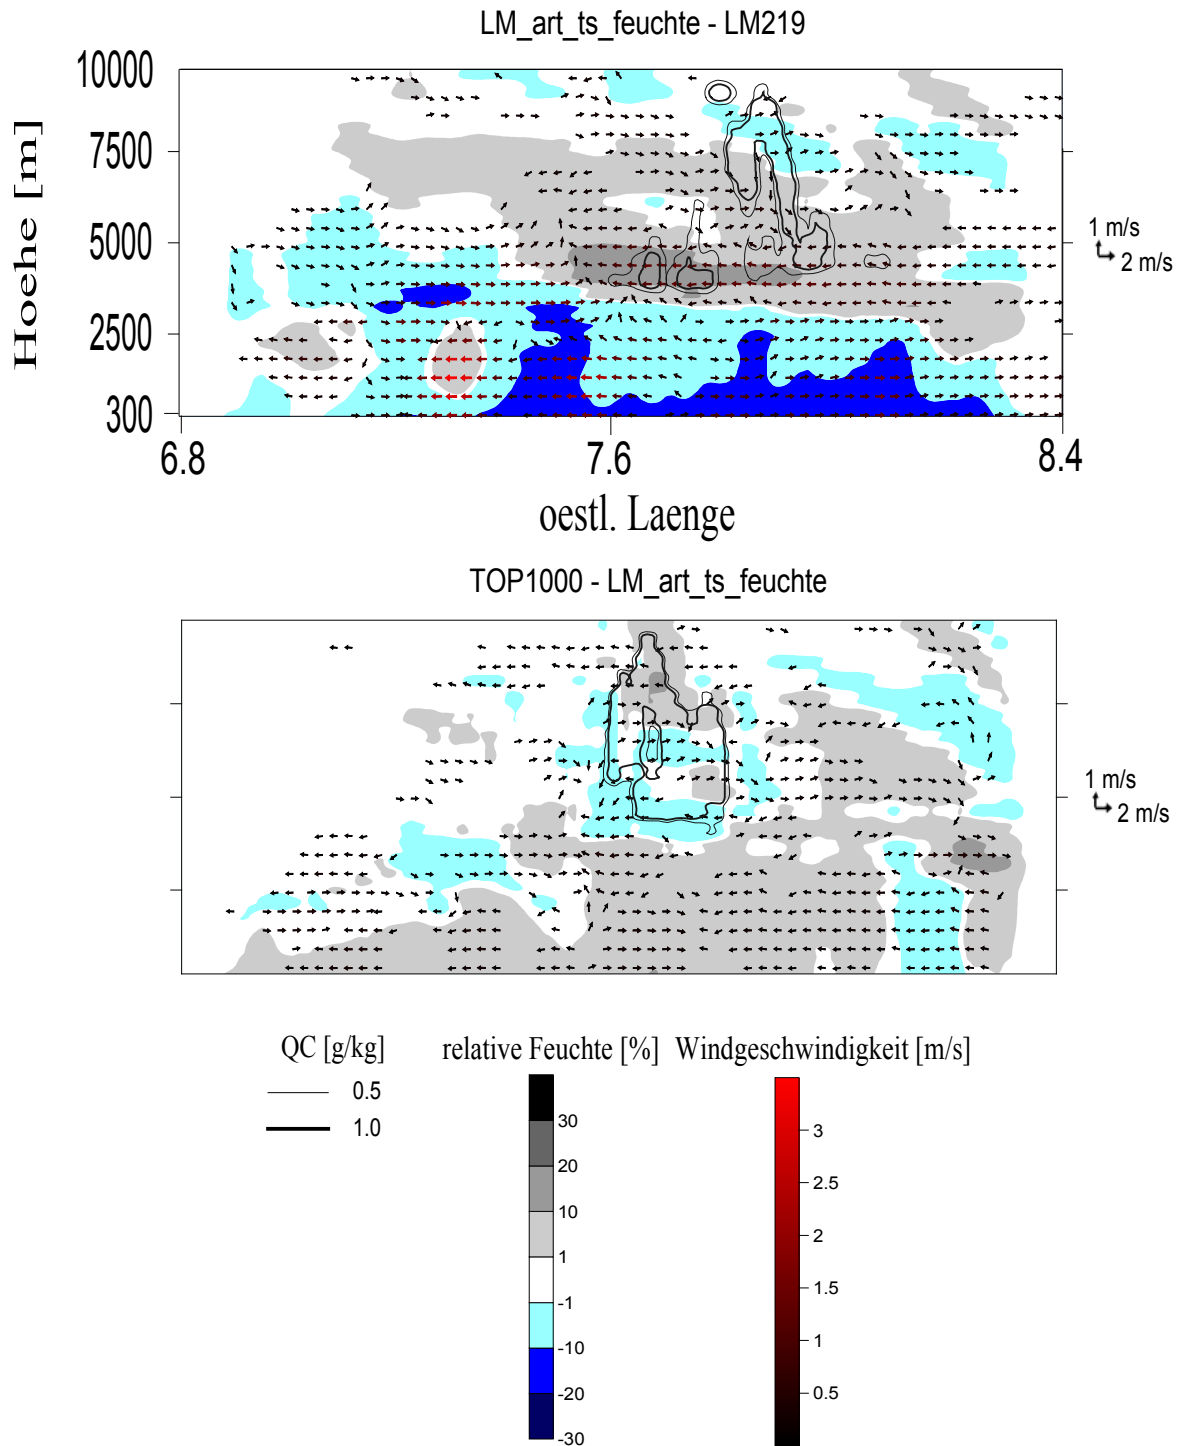 LM_art_ts_feuchte - LM219
10000
7500
5000
2500
300
Hoehe [m]
6.8 7.6 8.4
oestl. Laenge
1 m/s
2 m/s
TOP1000 - LM_art_ts_feuchte
1 m/s
2 m/s
QC [g/kg]
0.5
1.0
relative Feuchte [%]
30
20
10
1
-1
-10
-20
-30
Windgeschwindigkeit [m/s]
3
2.5
2
1.5
1
0.5